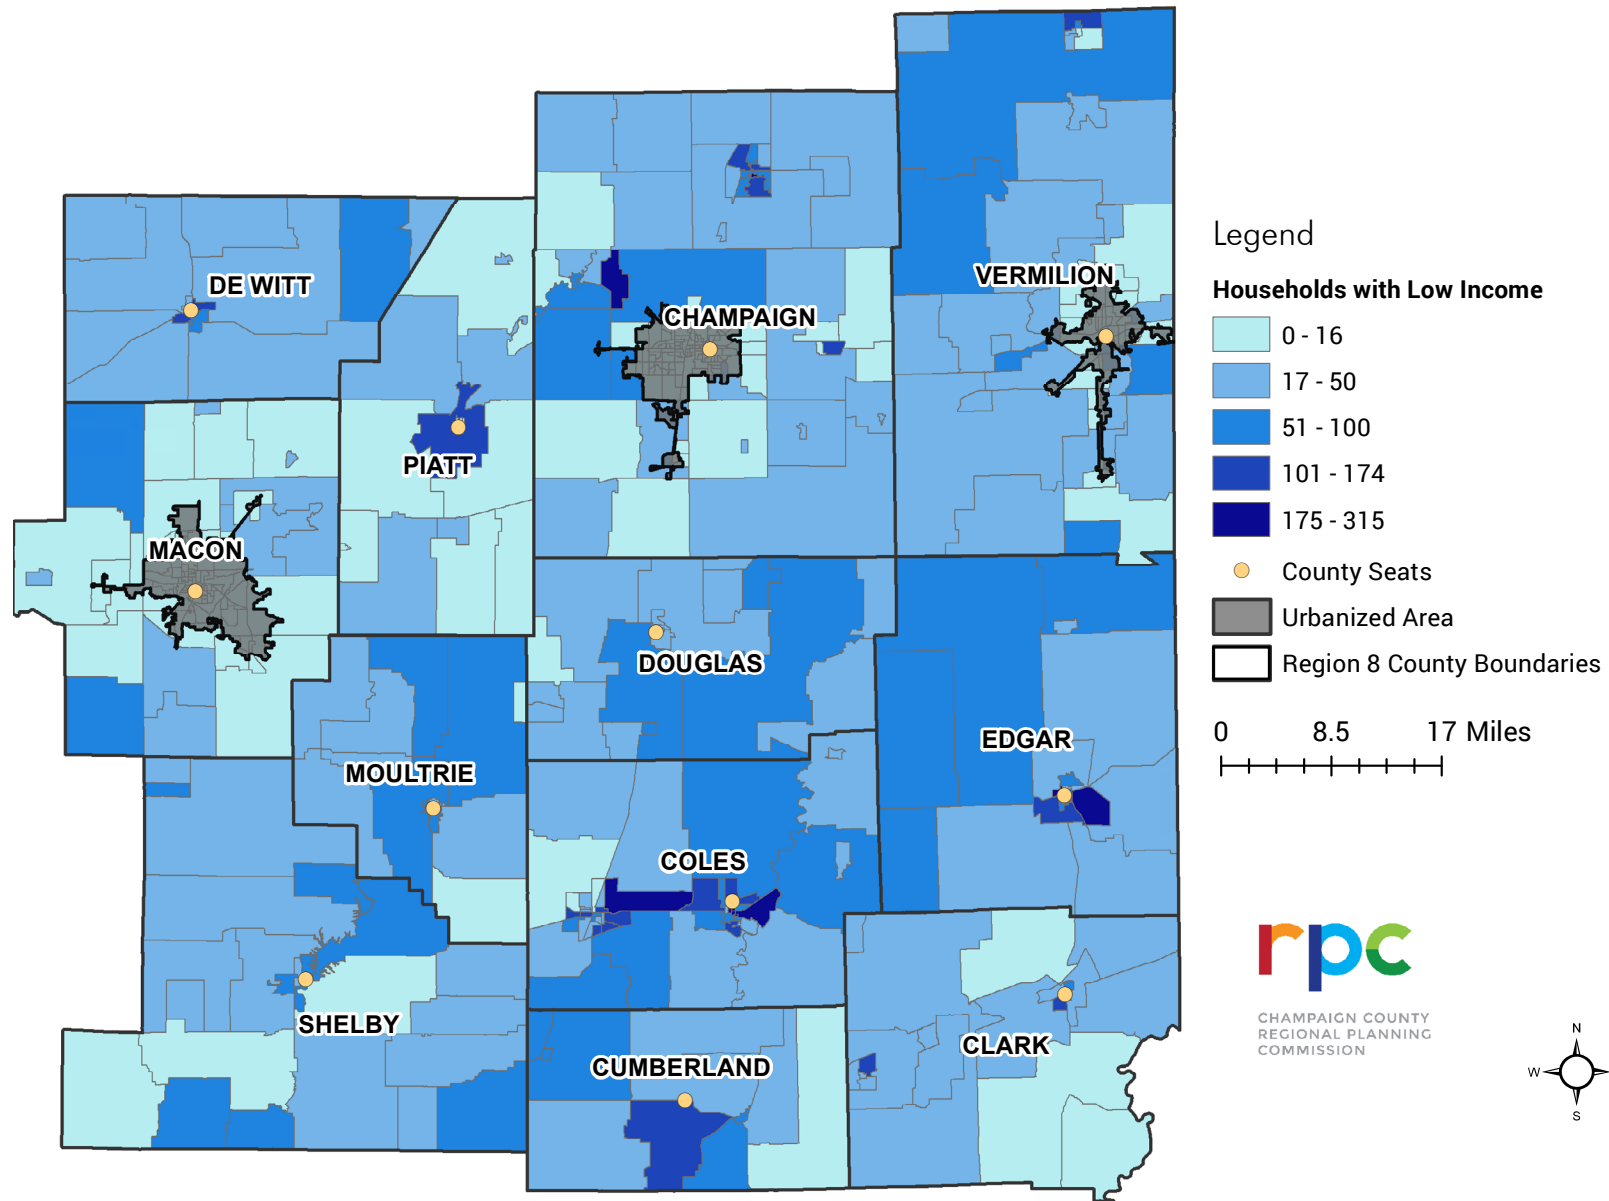 DE WITT
CHAMPAIGN
VERMILION
PIATT
MACON
DOUGLAS
MOULTRIE
EDGAR
COLES
SHELBY
CUMBERLAND
CLARK
Legend
Households with Low Income
0 - 16
17 - 50
51 - 100
101 - 174
175 - 315
County Seats
Urbanized Area
Region 8 County Boundaries
0 8.5 17 Miles
rpc
CHAMPAIGN COUNTY
REGIONAL PLANNING
COMMISSION
N
W
S